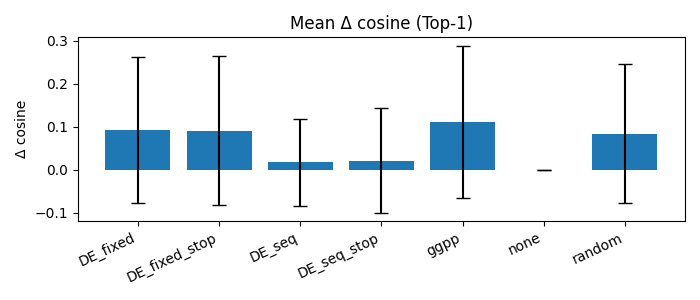 Mean Δ cosine (Top-1)
Δ cosine
0.3
0.2
0.1
0.0
−0.1
DE_fixed
DE_fixed_stop
DE_seq
DE_seq_stop
ggpp
none
random